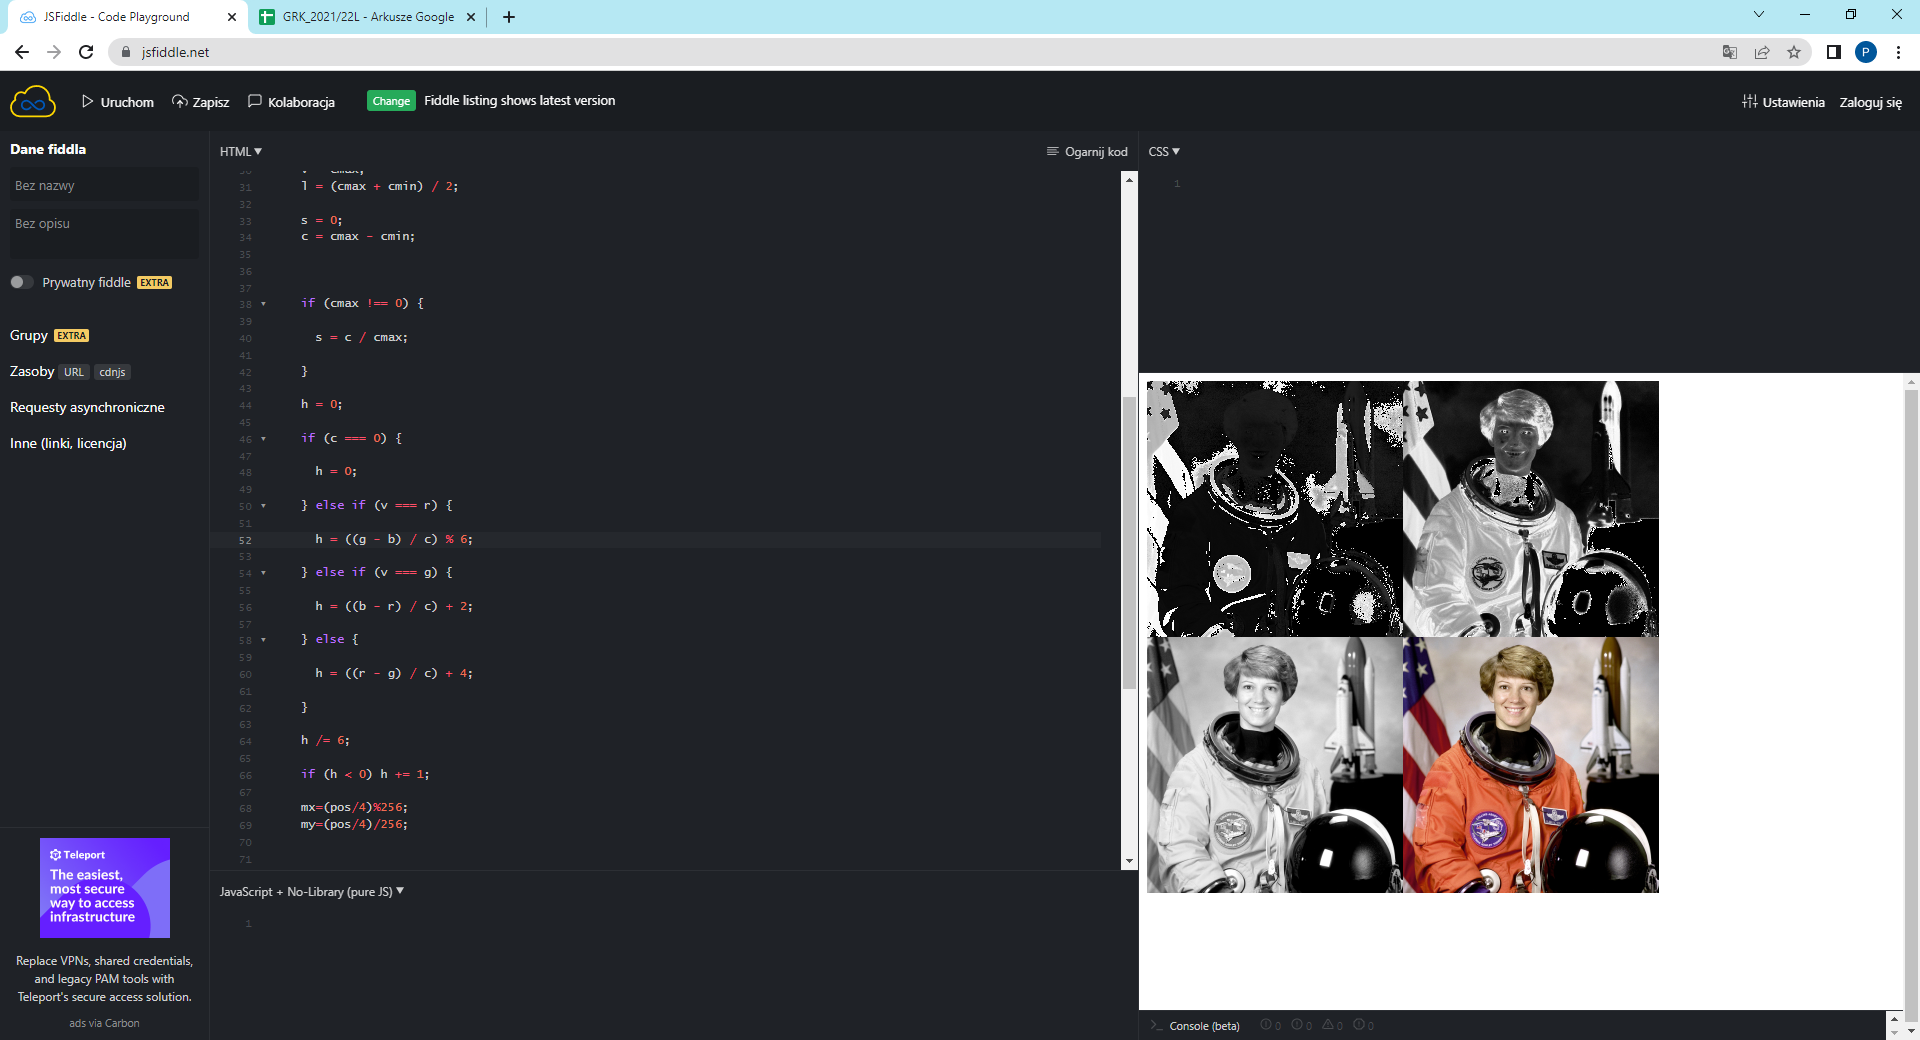 JSFiddle - Code Playground
GRK_2021/22L - Arkusze Google
jsfiddle.net
P
Uruchom
Zapisz
Kolaboracja
Change
Fiddle listing shows latest version
Ustawienia
Zaloguj się
Dane fiddla
Bez nazwy
Bez opisu
Prywatny fiddle EXTRA
Grupy EXTRA
Zasoby URL cdnjs
Requesty asynchroniczne
Inne (linki, licencja)
Teleport
The easiest,
most secure
way to access
infrastructure
Replace VPNs, shared credentials,
and legacy PAM tools with
Teleport's secure access solution.
ads via Carbon
HTML
Ogarnij kod
31 l = (cmax + cmin) / 2;
32
33 s = 0;
34 c = cmax - cmin;
35
36
37
38 if (cmax !== 0) {
39
40 s = c / cmax;
41
42 }
43
44 h = 0;
45
46 if (c === 0) {
47
48 h = 0;
49
50 } else if (v === r) {
51
52 h = ((g - b) / c) % 6;
53
54 } else if (v === g) {
55
56 h = ((b - r) / c) + 2;
57
58 } else {
59
60 h = ((r - g) / c) + 4;
61
62 }
63
64 h /= 6;
65
66 if (h < 0) h += 1;
67
68 mx=(pos/4)%256;
69 my=(pos/4)/256;
70
71
JavaScript + No-Library (pure JS)
1
CSS
1
Console (beta)
0 0 0 0